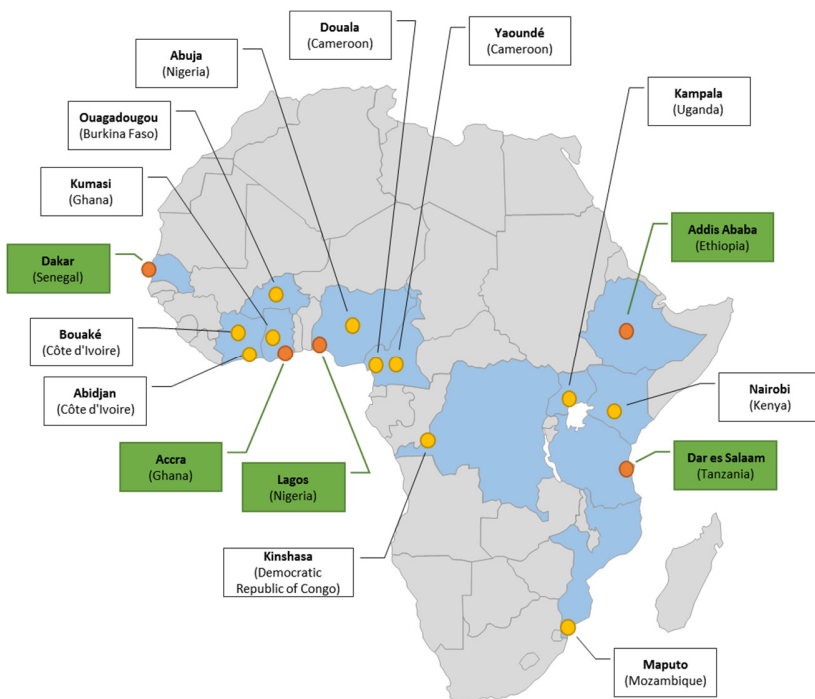 Douala
(Cameroon)
Yaoundé
(Cameroon)
Abuja
(Nigeria)
Kampala
(Uganda)
Ouagadougou
(Burkina Faso)
Kumasi
(Ghana)
Addis Ababa
(Ethiopia)
Dakar
(Senegal)
Bouaké
(Côte d'Ivoire)
Abidjan
(Côte d'Ivoire)
Nairobi
(Kenya)
Accra
(Ghana)
Lagos
(Nigeria)
Dar es Salaam
(Tanzania)
Kinshasa
(Democratic
Republic of Congo)
Maputo
(Mozambique)